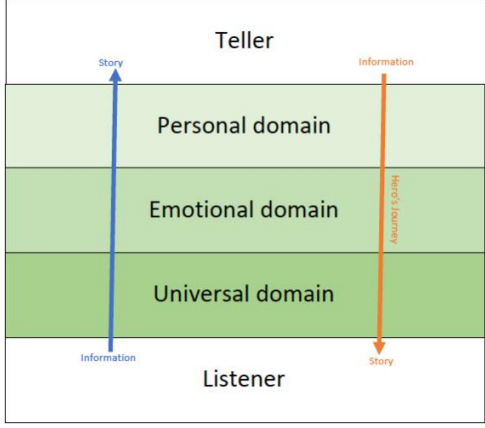 Teller
Story
Information
Personal domain
Emotional domain
Hero's Journey
Universal domain
Information
Story
Listener